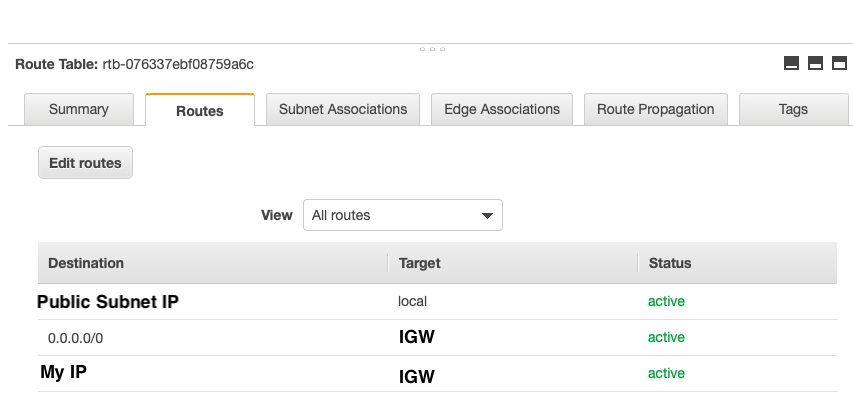 Route Table: rtb-076337ebf08759a6c
Summary Routes Subnet Associations Edge Associations Route Propagation Tags
Edit routes
View All routes
Destination Target Status
Public Subnet IP local active
0.0.0.0/0 IGW active
My IP IGW active